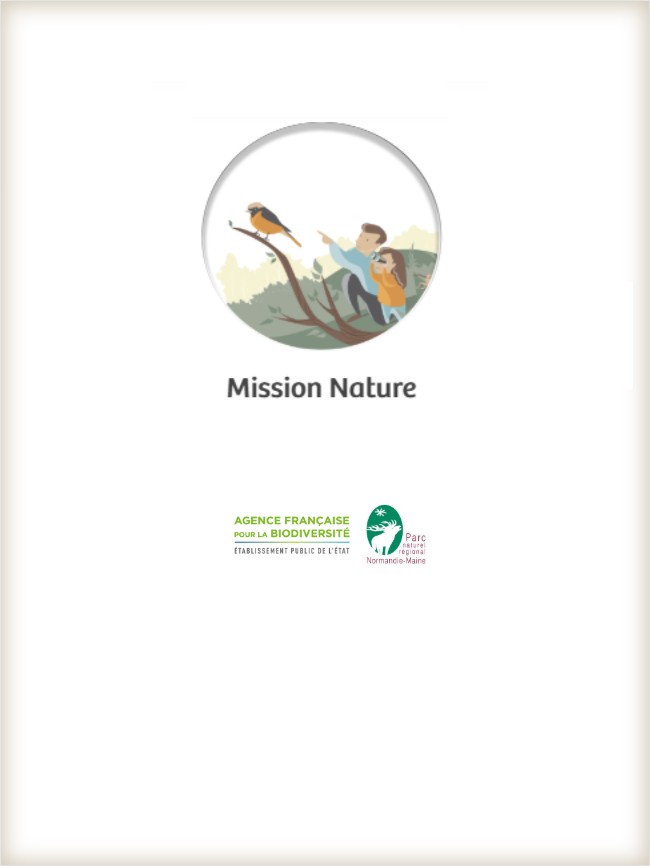 Mission Nature
AGENCE FRANÇAISE
POUR LA BIODIVERSITÉ
ÉTABLISSEMENT PUBLIC DE L'ÉTAT
Parc
naturel
régional
Normandie-Maine